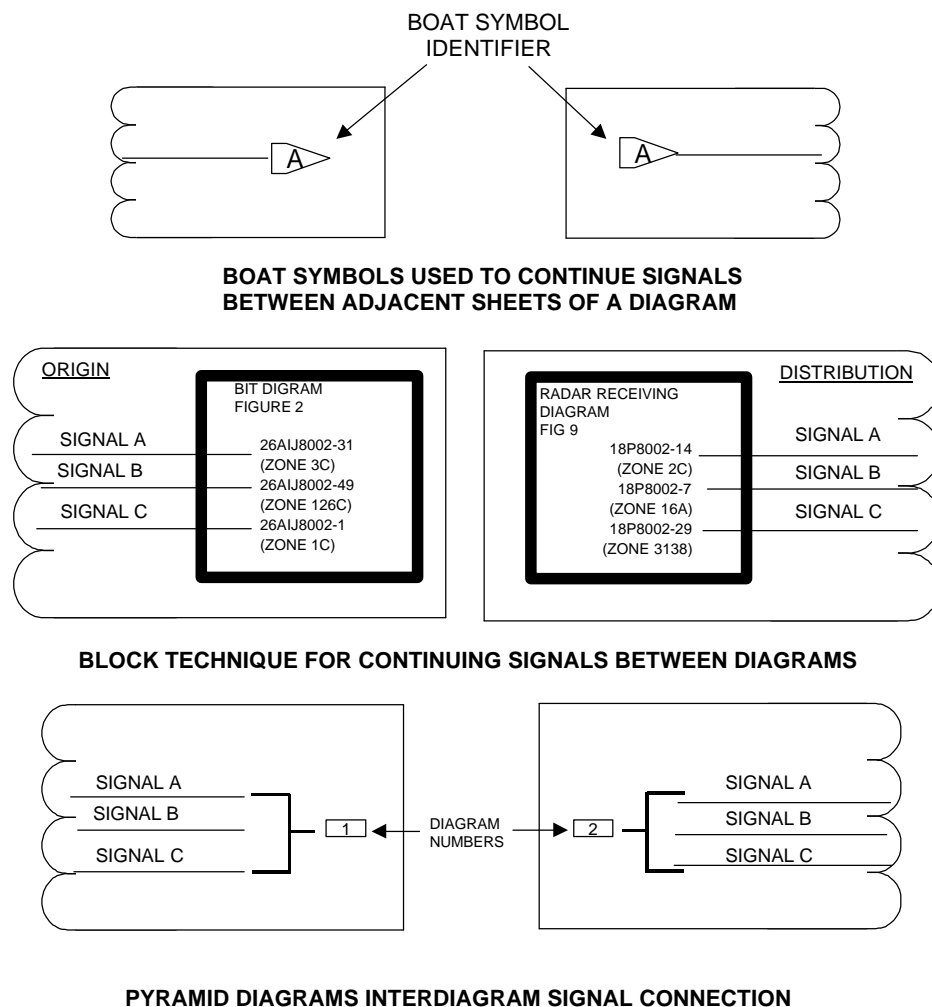 BOAT SYMBOL
IDENTIFIER
A
A
BOAT SYMBOLS USED TO CONTINUE SIGNALS
BETWEEN ADJACENT SHEETS OF A DIAGRAM
ORIGIN
SIGNAL A
SIGNAL B
SIGNAL C
BIT DIGRAM
FIGURE 2
26AIJ8002-31
(ZONE 3C)
26AIJ8002-49
(ZONE 126C)
26AIJ8002-1
(ZONE 1C)
RADAR RECEIVING
DIAGRAM
FIG 9
18P8002-14
(ZONE 2C)
18P8002-7
(ZONE 16A)
18P8002-29
(ZONE 3138)
DISTRIBUTION
SIGNAL A
SIGNAL B
SIGNAL C
BLOCK TECHNIQUE FOR CONTINUING SIGNALS BETWEEN DIAGRAMS
SIGNAL A
SIGNAL B
SIGNAL C
1
DIAGRAM
NUMBERS
2
SIGNAL A
SIGNAL B
SIGNAL C
PYRAMID DIAGRAMS INTERDIAGRAM SIGNAL CONNECTION